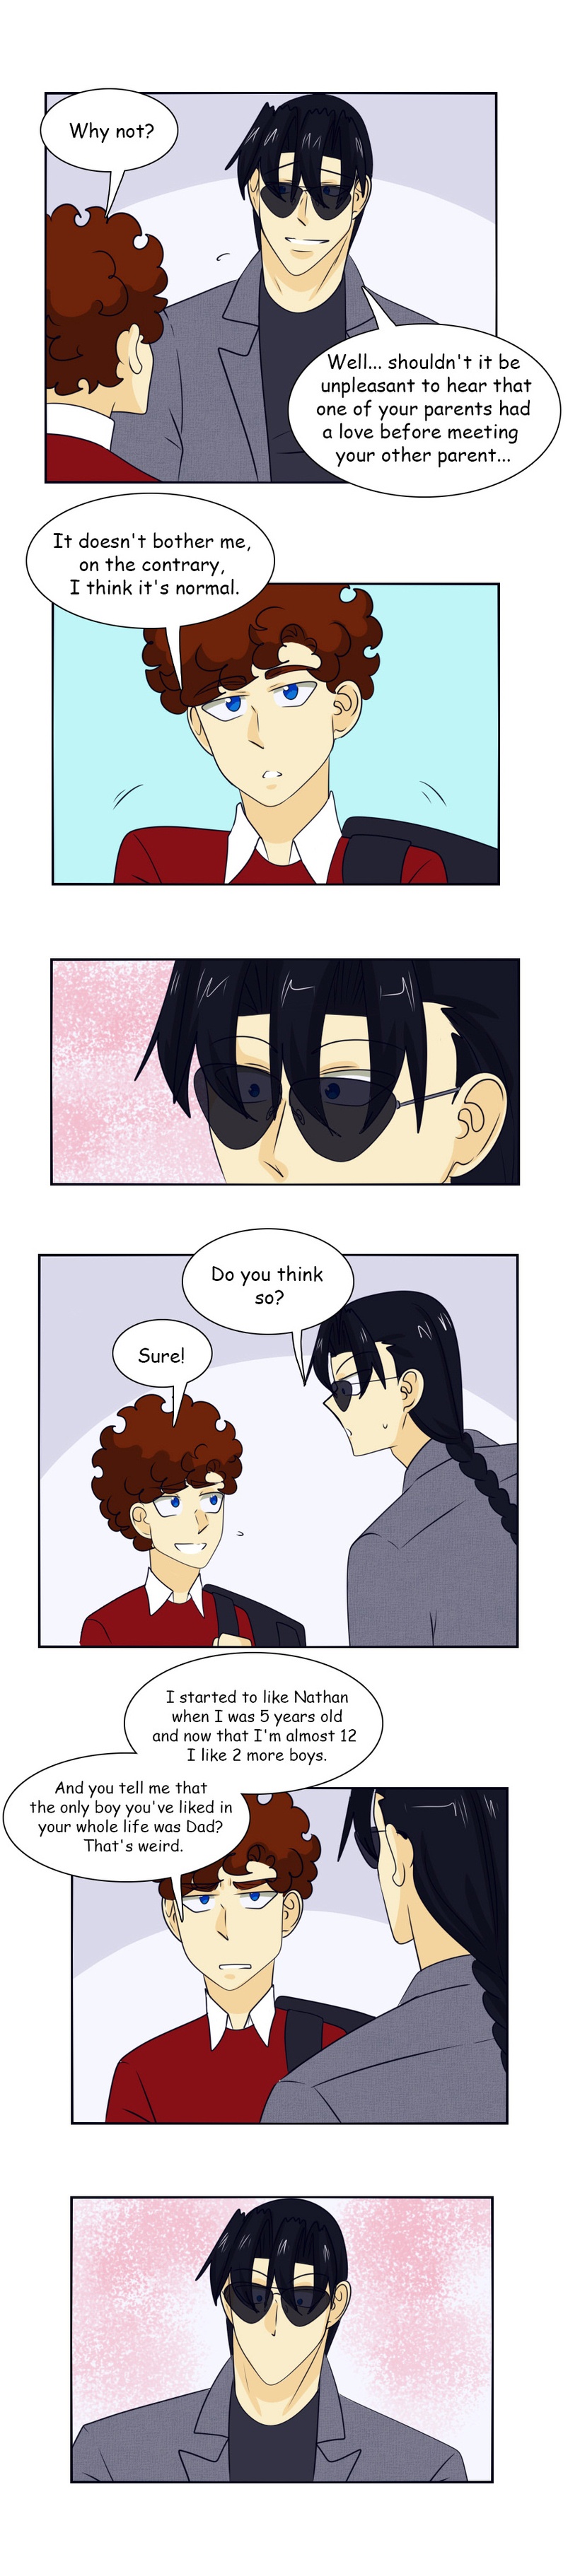 Why not?
Well... shouldn't it be
unpleasant to hear that
one of your parents had
a love before meeting
your other parent...
It doesn't bother me,
on the contrary,
I think it's normal.
Do you think
so?
Sure!
I started to like Nathan
when I was 5 years old
and now that I'm almost 12
I like 2 more boys.
And you tell me that
the only boy you've liked in
your whole life was Dad?
That's weird.